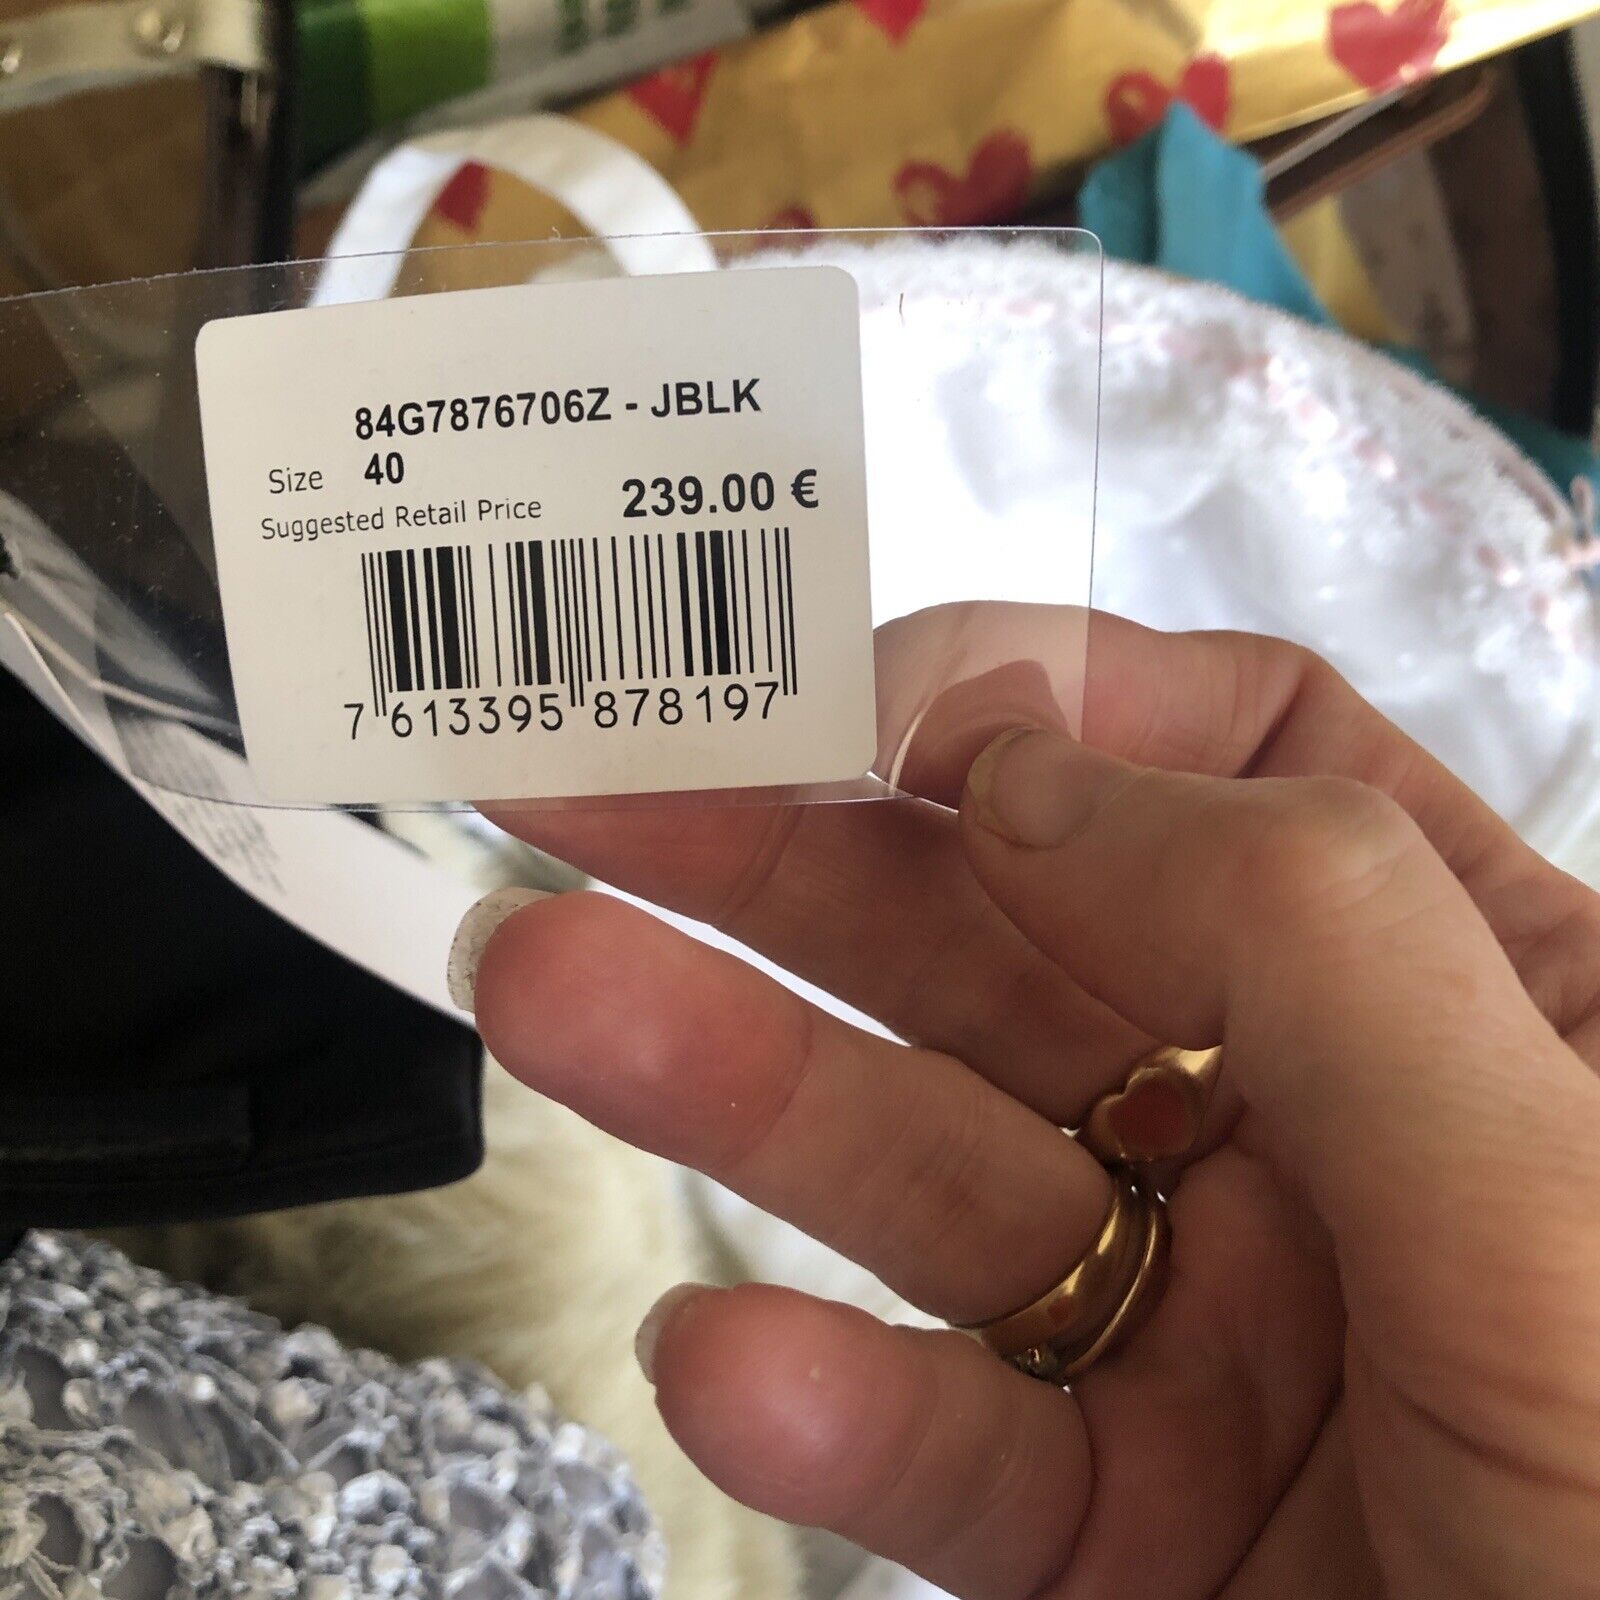 84G7876706Z - JBLK
Size 40
Suggested Retail Price 239.00 €
7 613395 878197